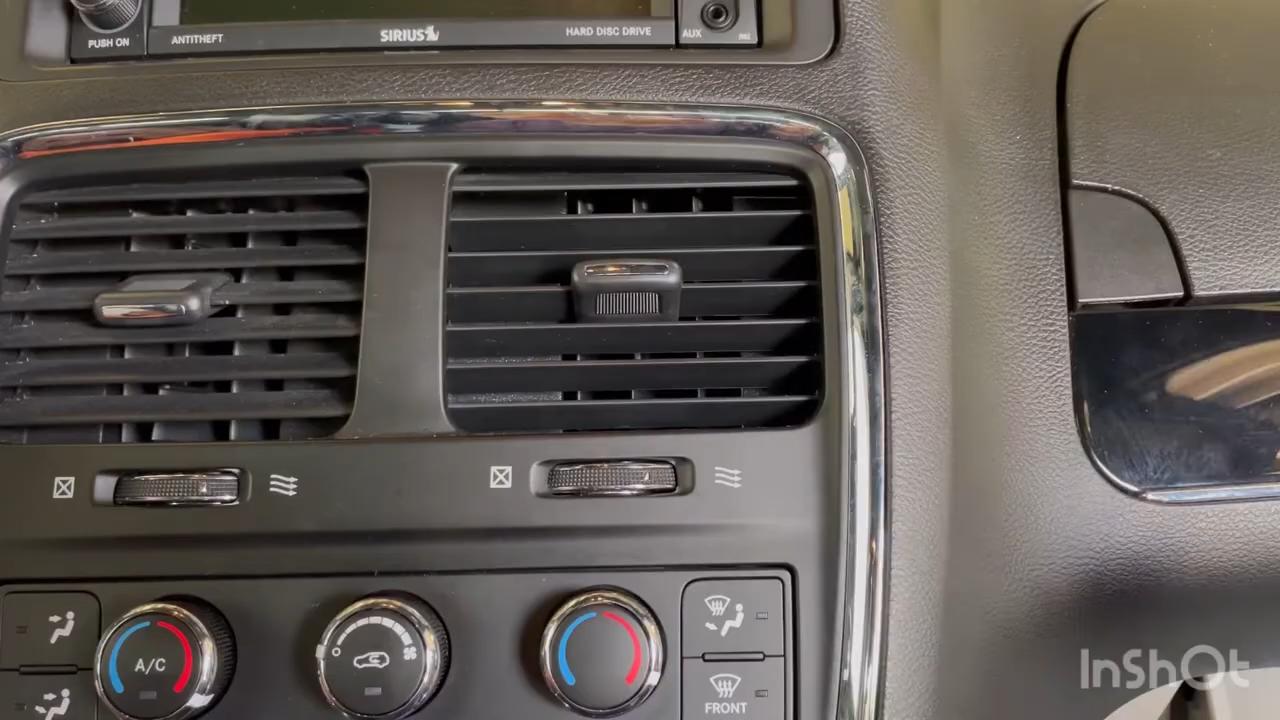 PUSH ON
ANTITHEFT
SIRIUS
HARD DISC DRIVE
AUX
A/C
FRONT
InShOt